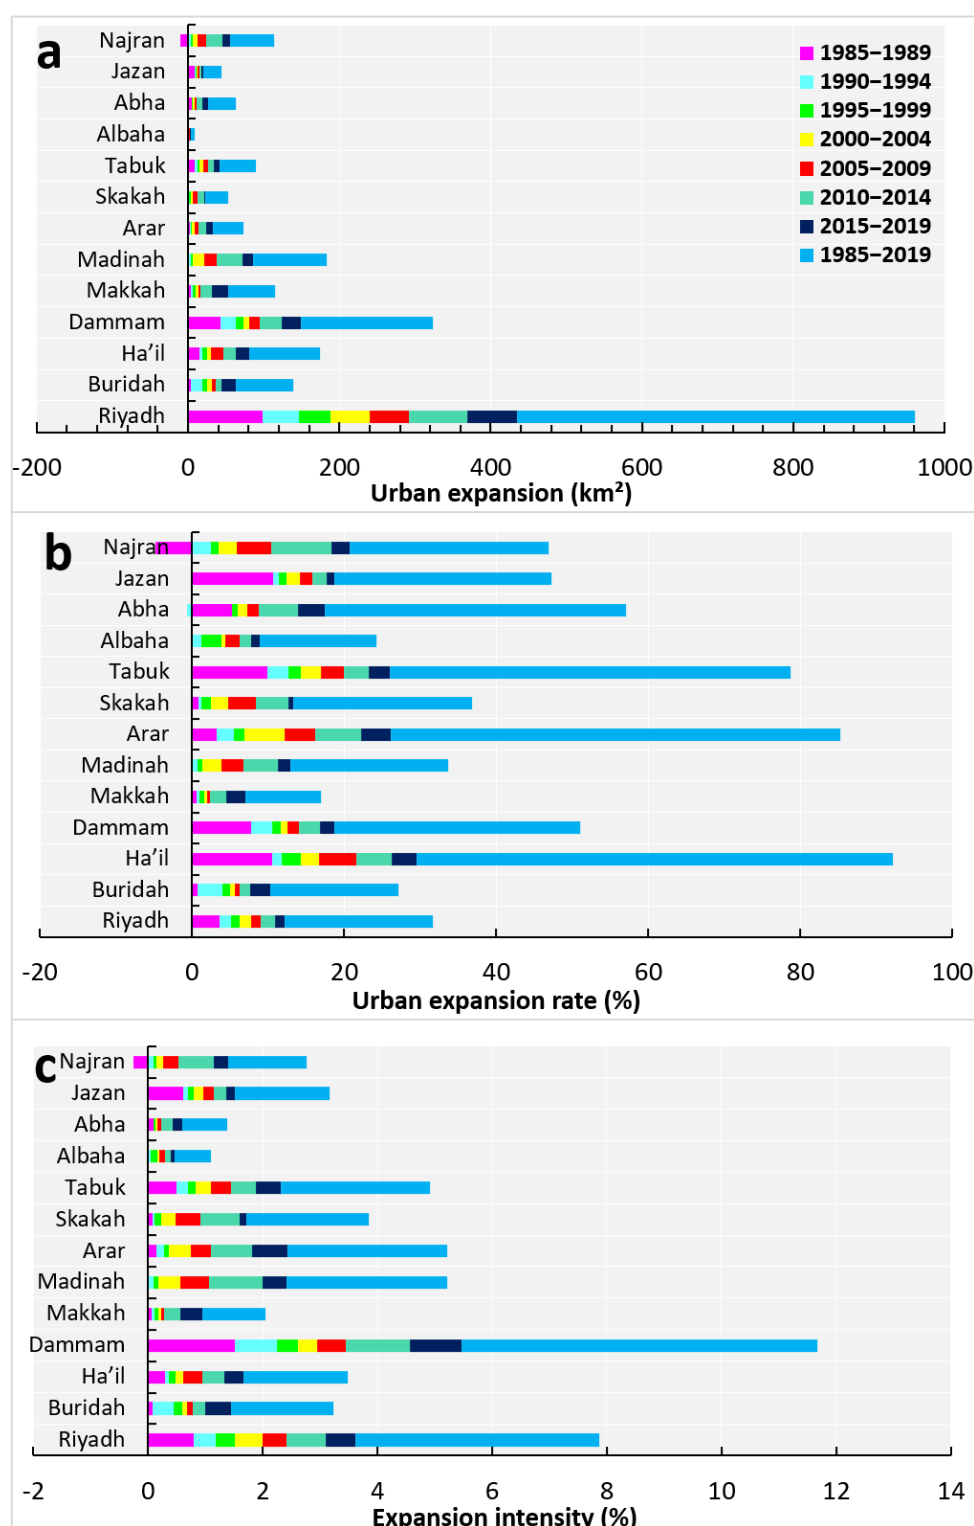 a
Najran
Jazan
Abha
Albaha
Tabuk
Skakah
Arar
Madinah
Makkah
Dammam
Ha’il
Buridah
Riyadh
1985–1989
1990–1994
1995–1999
2000–2004
2005–2009
2010–2014
2015–2019
1985–2019
-200 0 200 400 600 800 1000
Urban expansion (km²)
b
Najran
Jazan
Abha
Albaha
Tabuk
Skakah
Arar
Madinah
Makkah
Dammam
Ha’il
Buridah
Riyadh
-20 0 20 40 60 80 100
Urban expansion rate (%)
c
Najran
Jazan
Abha
Albaha
Tabuk
Skakah
Arar
Madinah
Makkah
Dammam
Ha’il
Buridah
Riyadh
-2 0 2 4 6 8 10 12 14
Expansion intensity (%)